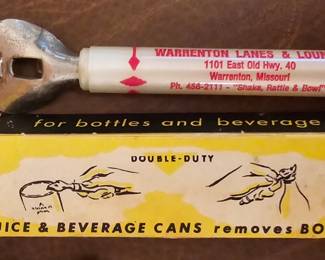 WARRENTON LANES & LOU
1101 East Old Hwy. 40
Warrenton, Missouri
Ph. 456-2111 - "Shake, Rattle & Bowl"
for bottles and beverage
DOUBLE-DUTY
UICE & BEVERAGE CANS removes BO